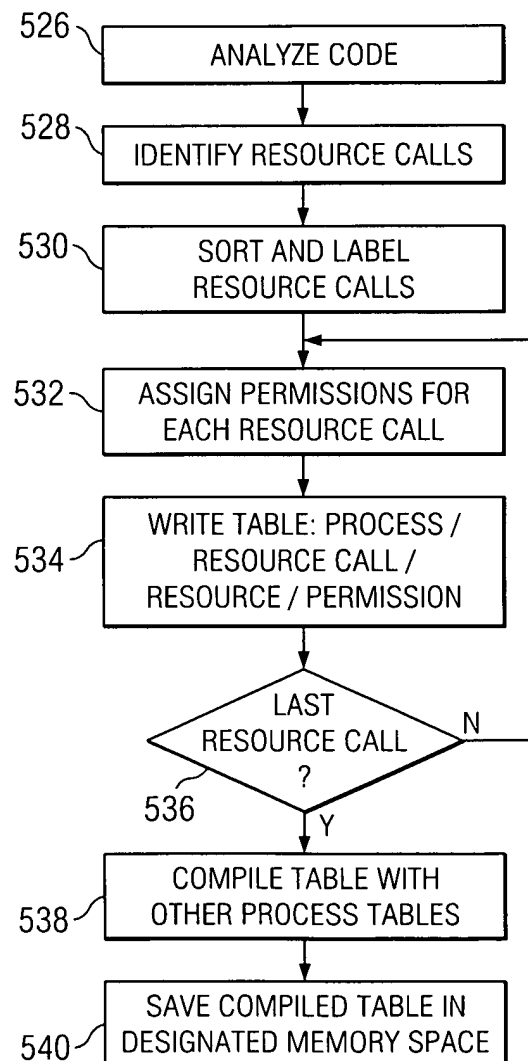 526
ANALYZE CODE
528
IDENTIFY RESOURCE CALLS
530
SORT AND LABEL
RESOURCE CALLS
532
ASSIGN PERMISSIONS FOR
EACH RESOURCE CALL
534
WRITE TABLE: PROCESS /
RESOURCE CALL /
RESOURCE / PERMISSION
LAST
RESOURCE CALL
?
N
536
Y
538
COMPILE TABLE WITH
OTHER PROCESS TABLES
540
SAVE COMPILED TABLE IN
DESIGNATED MEMORY SPACE